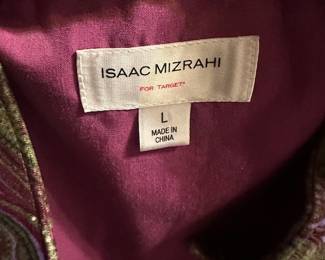 ISAAC MIZRAHI
FOR TARGET®
L
MADE IN
CHINA